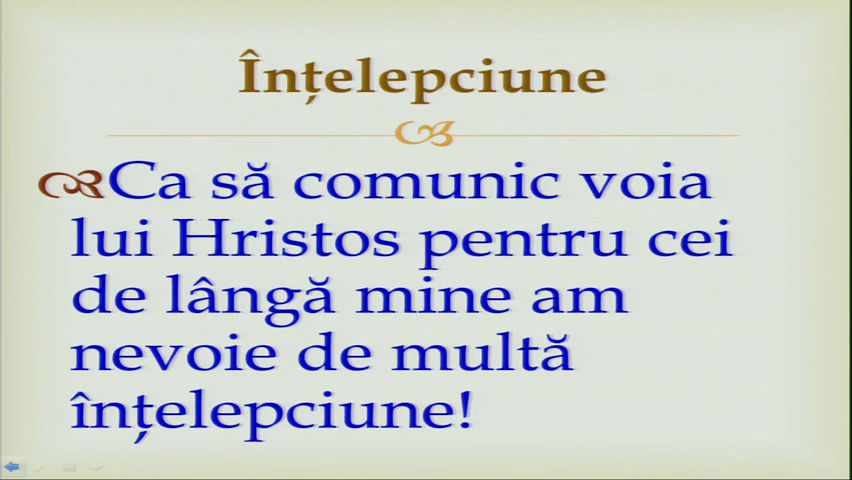 Înțelepciune
Ca să comunic voia
lui Hristos pentru cei
de lângă mine am
nevoie de multă
înțelepciune!